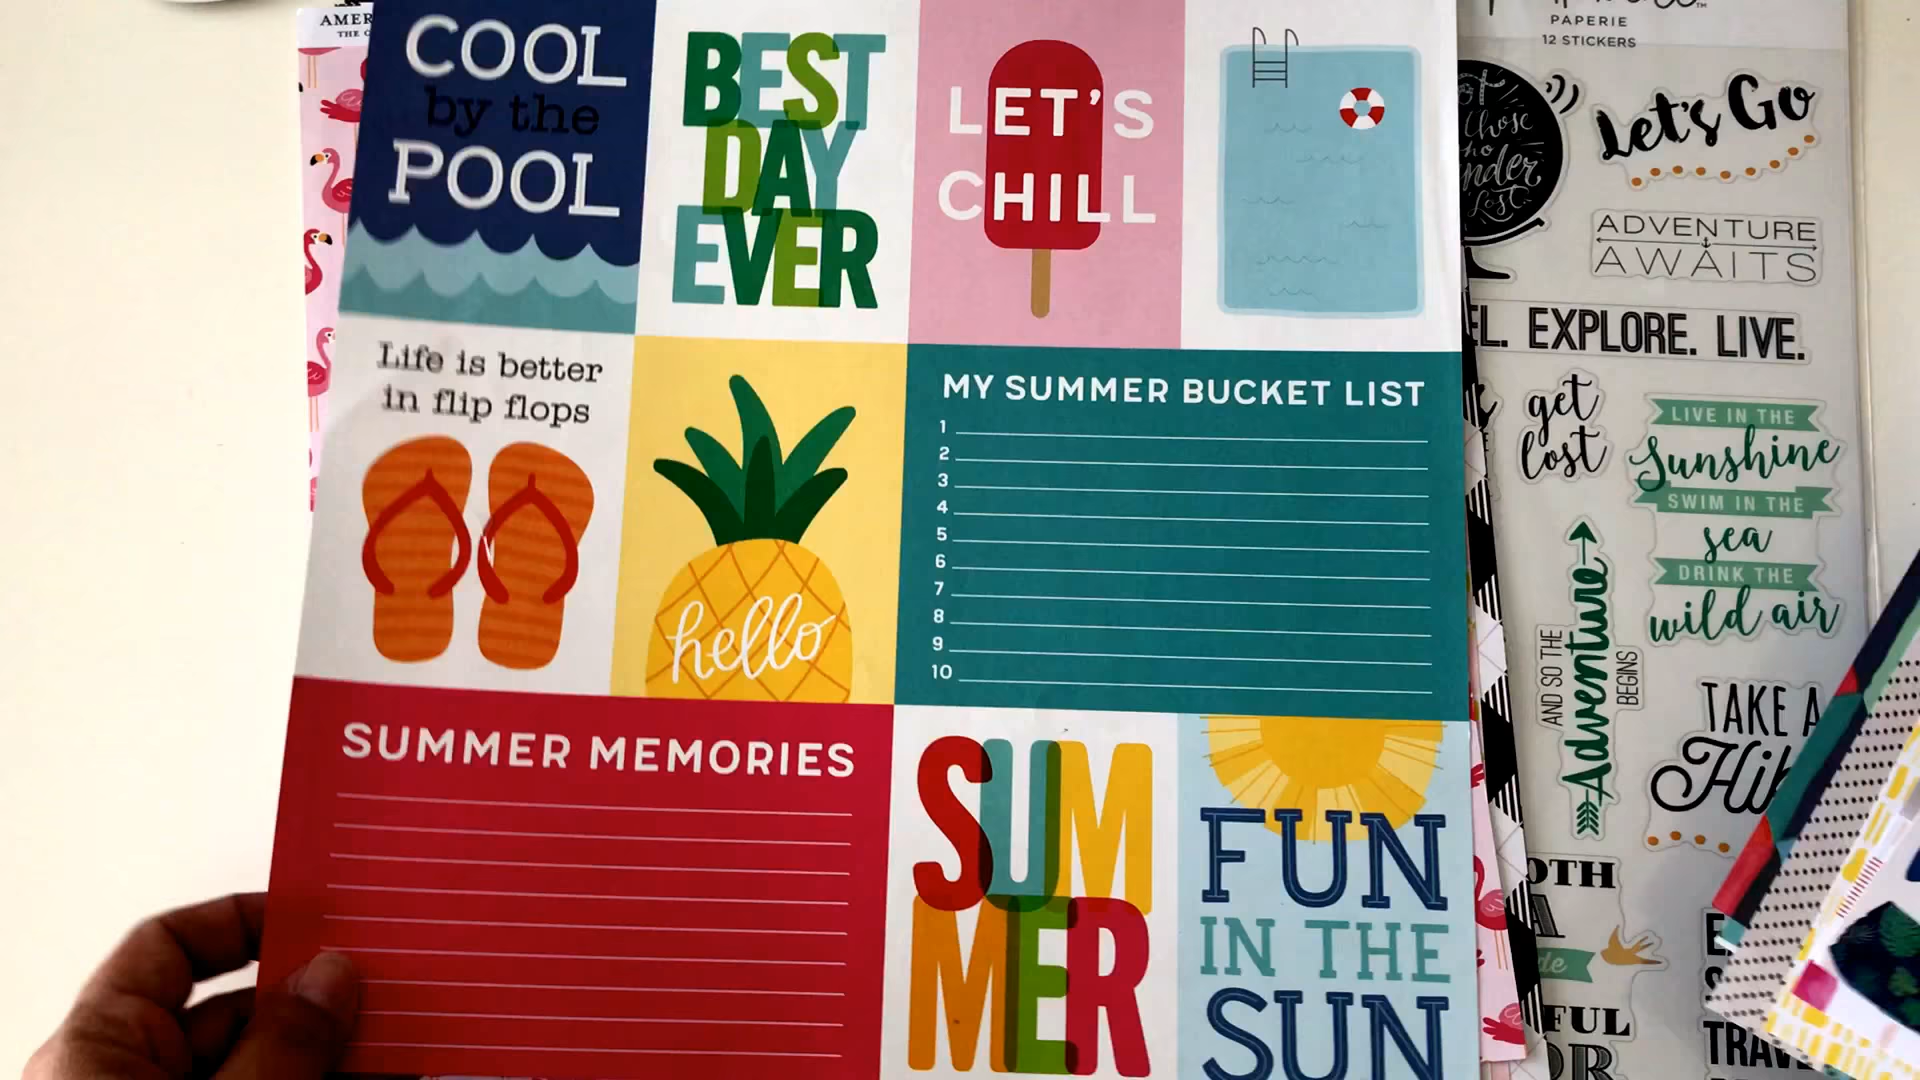 COOL
by the
POOL
BEST
DAY
EVER
LET'S
CHILL
Life is better
in flip flops
hello
MY SUMMER BUCKET LIST
1
2
3
4
5
6
7
8
9
10
SUMMER MEMORIES
SUM
MER
FUN
IN THE
SUN
THE
PAPERIE
12 STICKERS
Let's Go
ADVENTURE
AWAITS
EXPLORE. LIVE.
get
lost
LIVE IN THE
Sunshine
SWIM IN THE
sea
DRINK THE
wild air
AND SO THE
Adventure
BEGINS
TAKE A